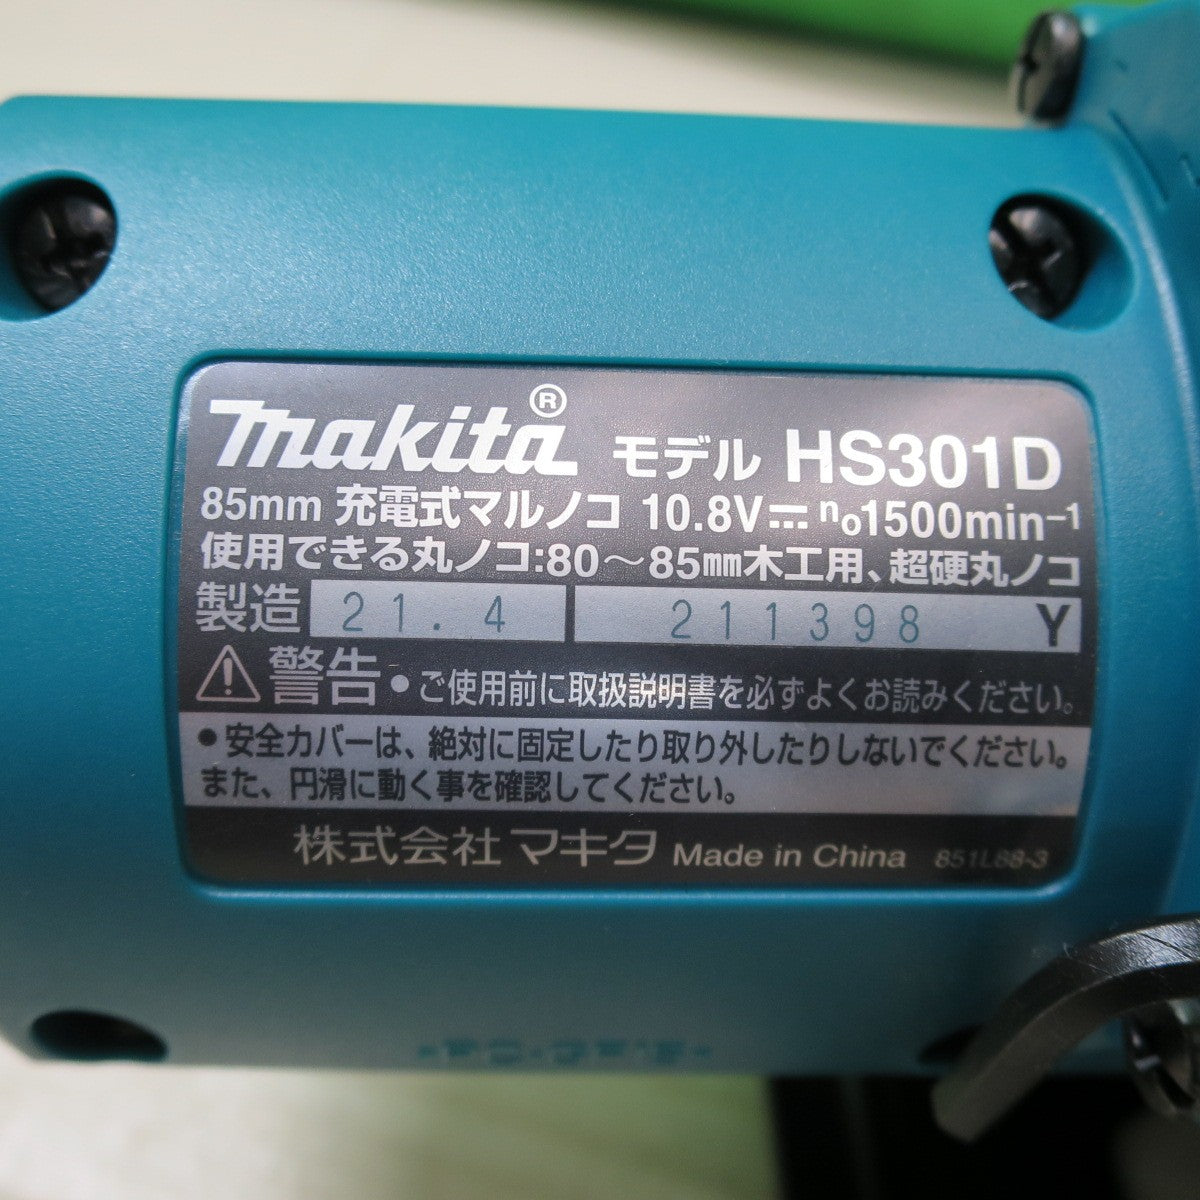 makita® モデル HS301D
85mm 充電式マルノコ 10.8V⎓ n₀1500min⁻¹
使用できる丸ノコ:80～85mm木工用、超硬丸ノコ
製造 21.4 211398 Y
警告 •ご使用前に取扱説明書を必ずよくお読みください。
•安全カバーは、絶対に固定したり取り外したりしないでください。
また、円滑に動く事を確認してください。
株式会社 マキタ Made in China 851L88-3